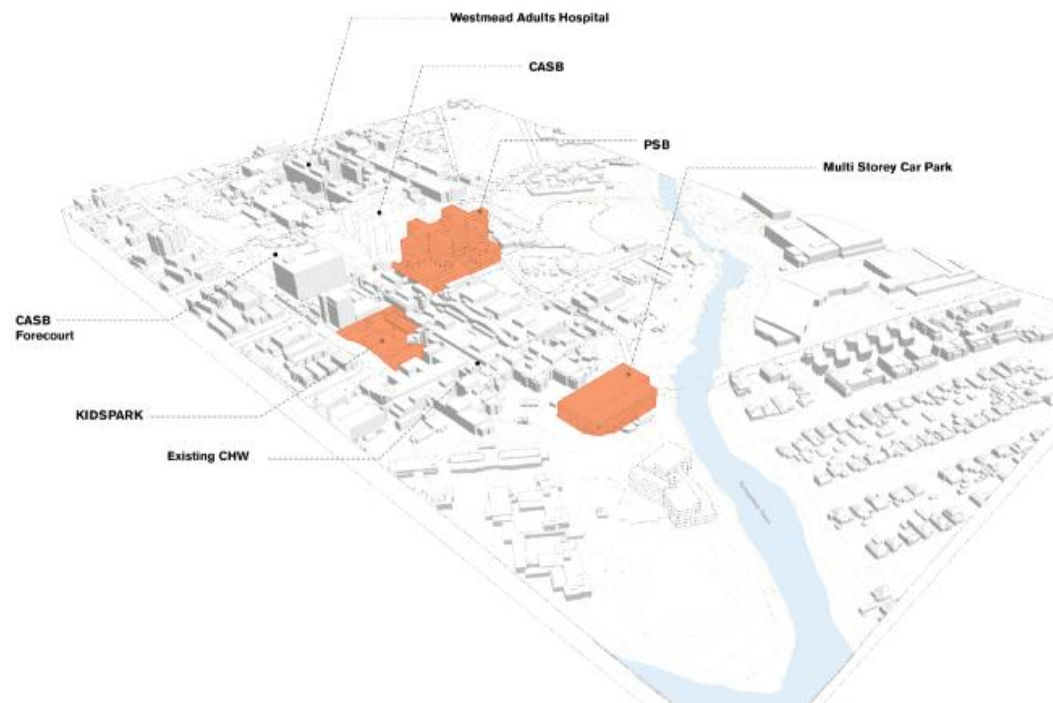 Westmead Adults Hospital
CASB
PSB
Multi Storey Car Park
CASB
Forecourt
KIDSPARK
Existing CHW